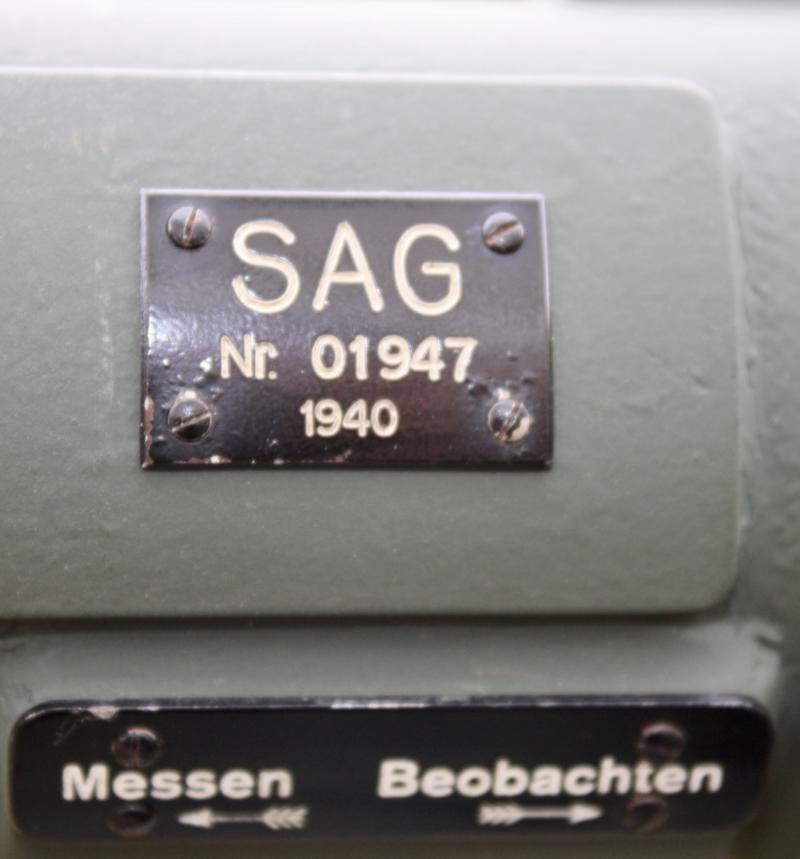 SAG
Nr. 01947
1940
Messen Beobachten